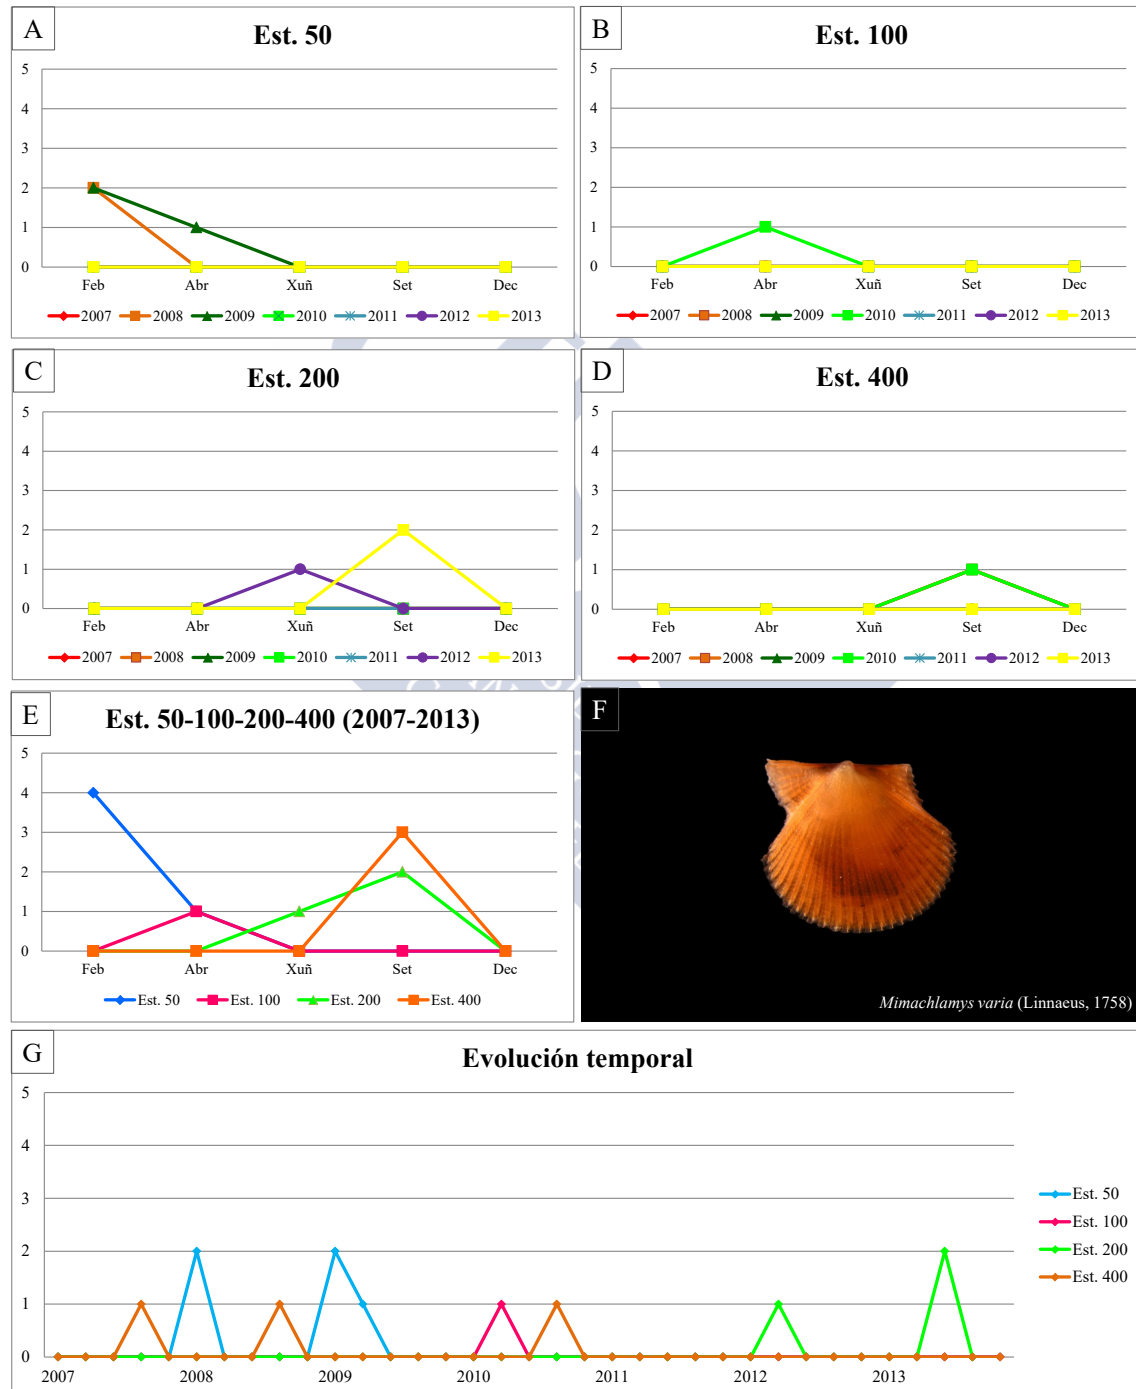 A
Est. 50
5
4
3
2
1
0
Feb Abr Xuñ Set Dec
2007 2008 2009 2010 2011 2012 2013
B
Est. 100
5
4
3
2
1
0
Feb Abr Xuñ Set Dec
2007 2008 2009 2010 2011 2012 2013
C
Est. 200
5
4
3
2
1
0
Feb Abr Xuñ Set Dec
2007 2008 2009 2010 2011 2012 2013
D
Est. 400
5
4
3
2
1
0
Feb Abr Xuñ Set Dec
2007 2008 2009 2010 2011 2012 2013
E
Est. 50-100-200-400 (2007-2013)
5
4
3
2
1
0
Feb Abr Xuñ Set Dec
Est. 50 Est. 100 Est. 200 Est. 400
F
Mimachlamys varia (Linnaeus, 1758)
G
Evolución temporal
5
4
3
2
1
0
2007 2008 2009 2010 2011 2012 2013
Est. 50
Est. 100
Est. 200
Est. 400